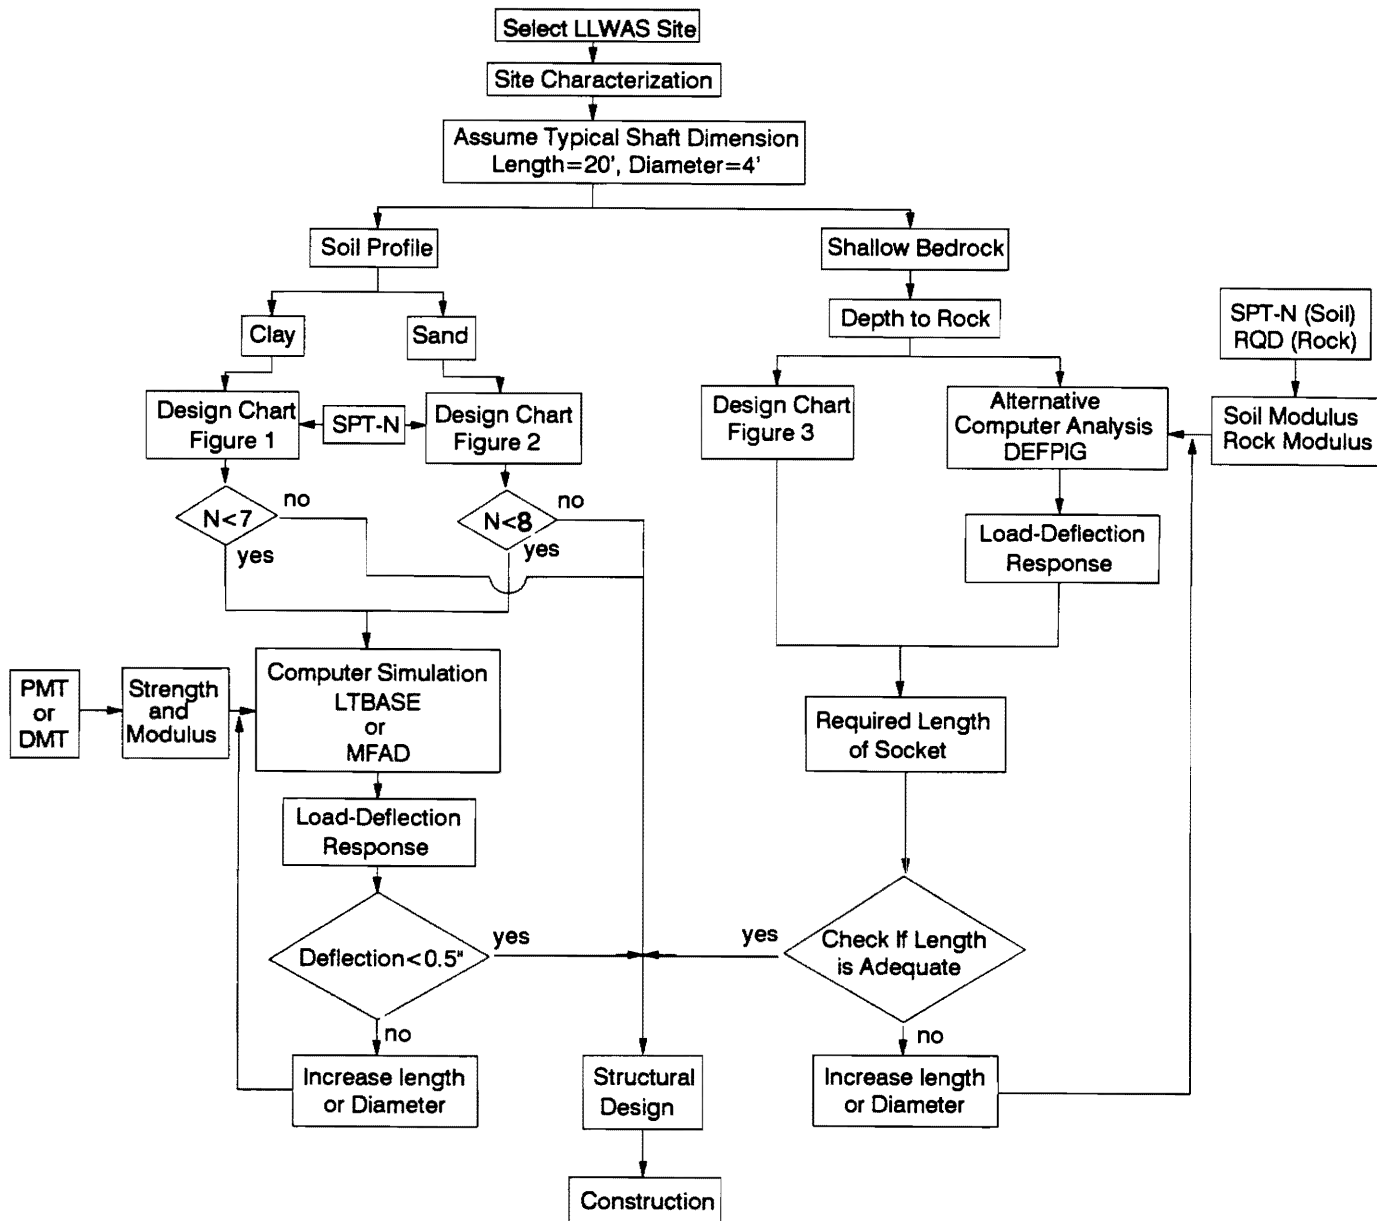 Select LLWAS Site
Site Characterization
Assume Typical Shaft Dimension
Length=20', Diameter=4'
Soil Profile
Shallow Bedrock
Clay
Sand
Depth to Rock
SPT-N (Soil)
RQD (Rock)
Design Chart
Figure 1
SPT-N
Design Chart
Figure 2
Design Chart
Figure 3
Alternative
Computer Analysis
DEFPIG
Soil Modulus
Rock Modulus
N<7
no
yes
N<8
no
yes
Load-Deflection
Response
PMT
or
DMT
Strength
and
Modulus
Computer Simulation
LTBASE
or
MFAD
Required Length
of Socket
Load-Deflection
Response
Deflection<0.5"
yes
no
yes
Check If Length
is Adequate
no
Increase length
or Diameter
Structural
Design
Increase length
or Diameter
Construction